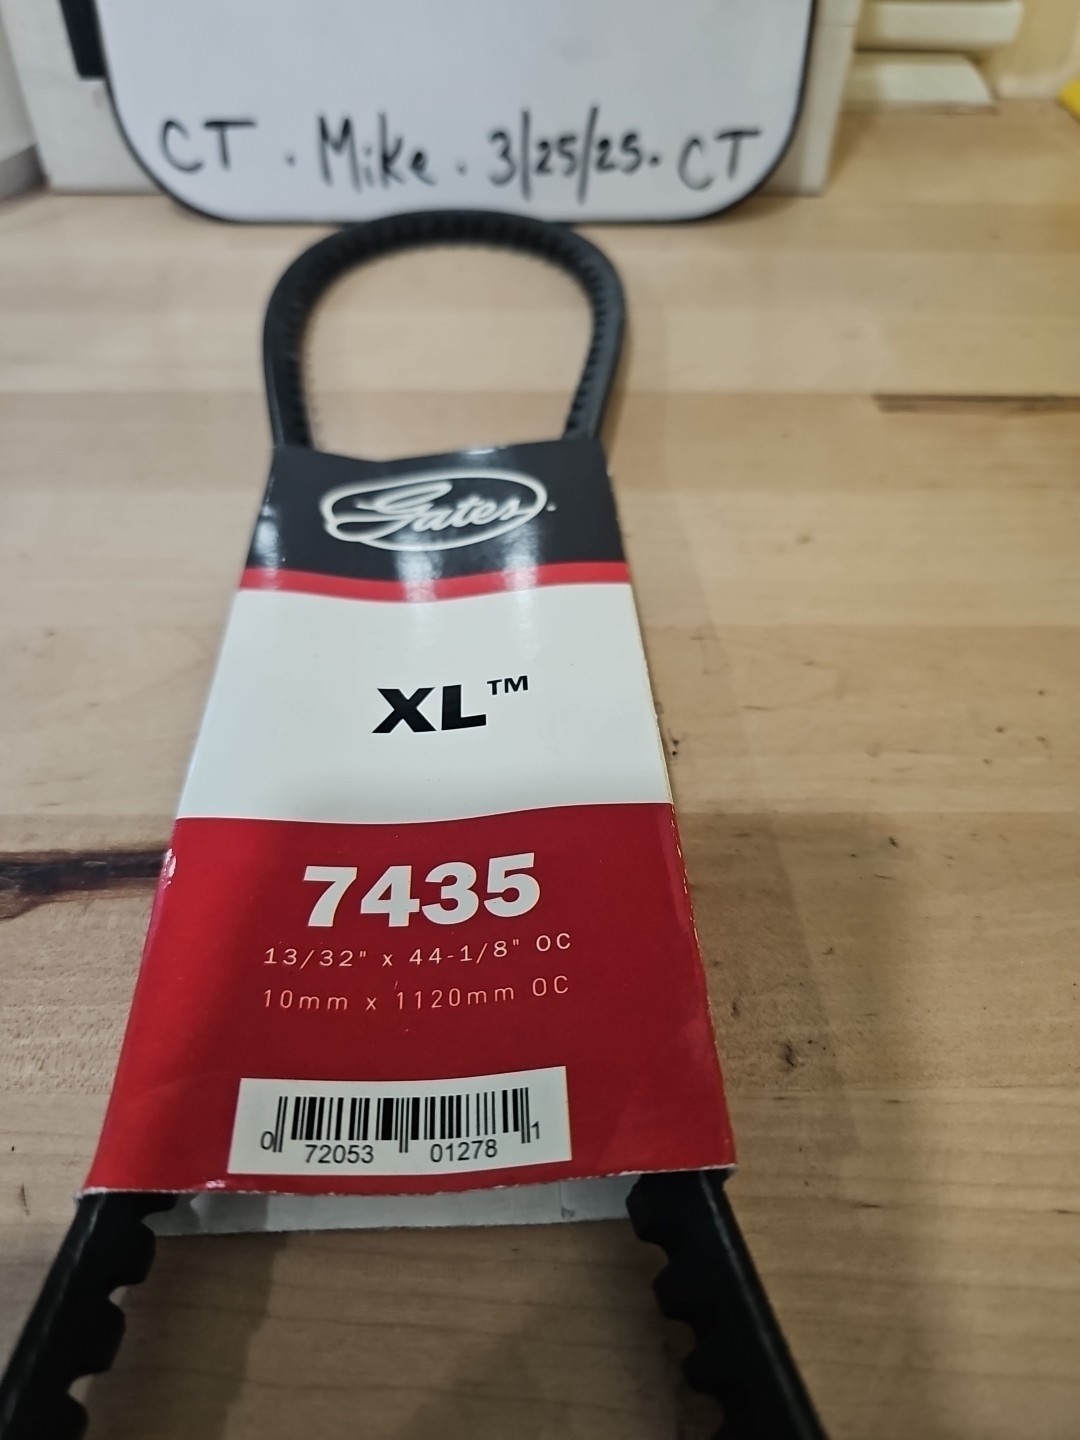 CT . Mike . 3/25/25. CT
Gates
XL™
7435
13/32" x 44-1/8" OC
10mm x 1120mm OC
0 72053 01278 1